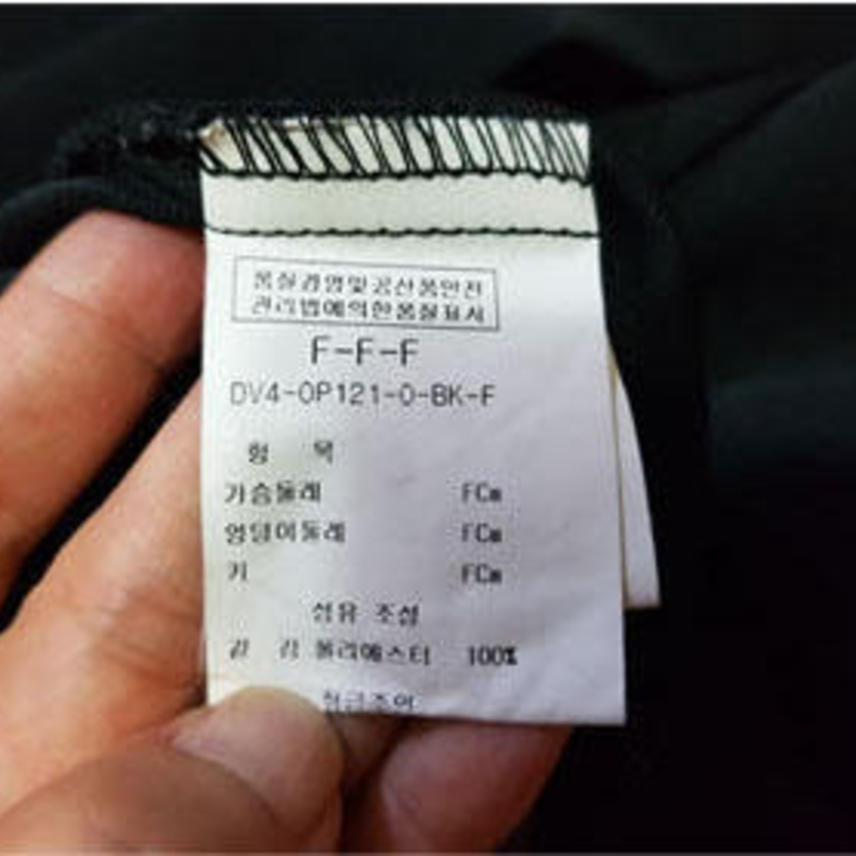 품질경영및공산품안전
관리법에의한품질표시
F-F-F
DV4-OP121-O-BK-F
형 목
가슴둘레 FCm
엉덩이둘레 FCm
키 FCm
섬유 조성
겉 감 폴리에스터 100%